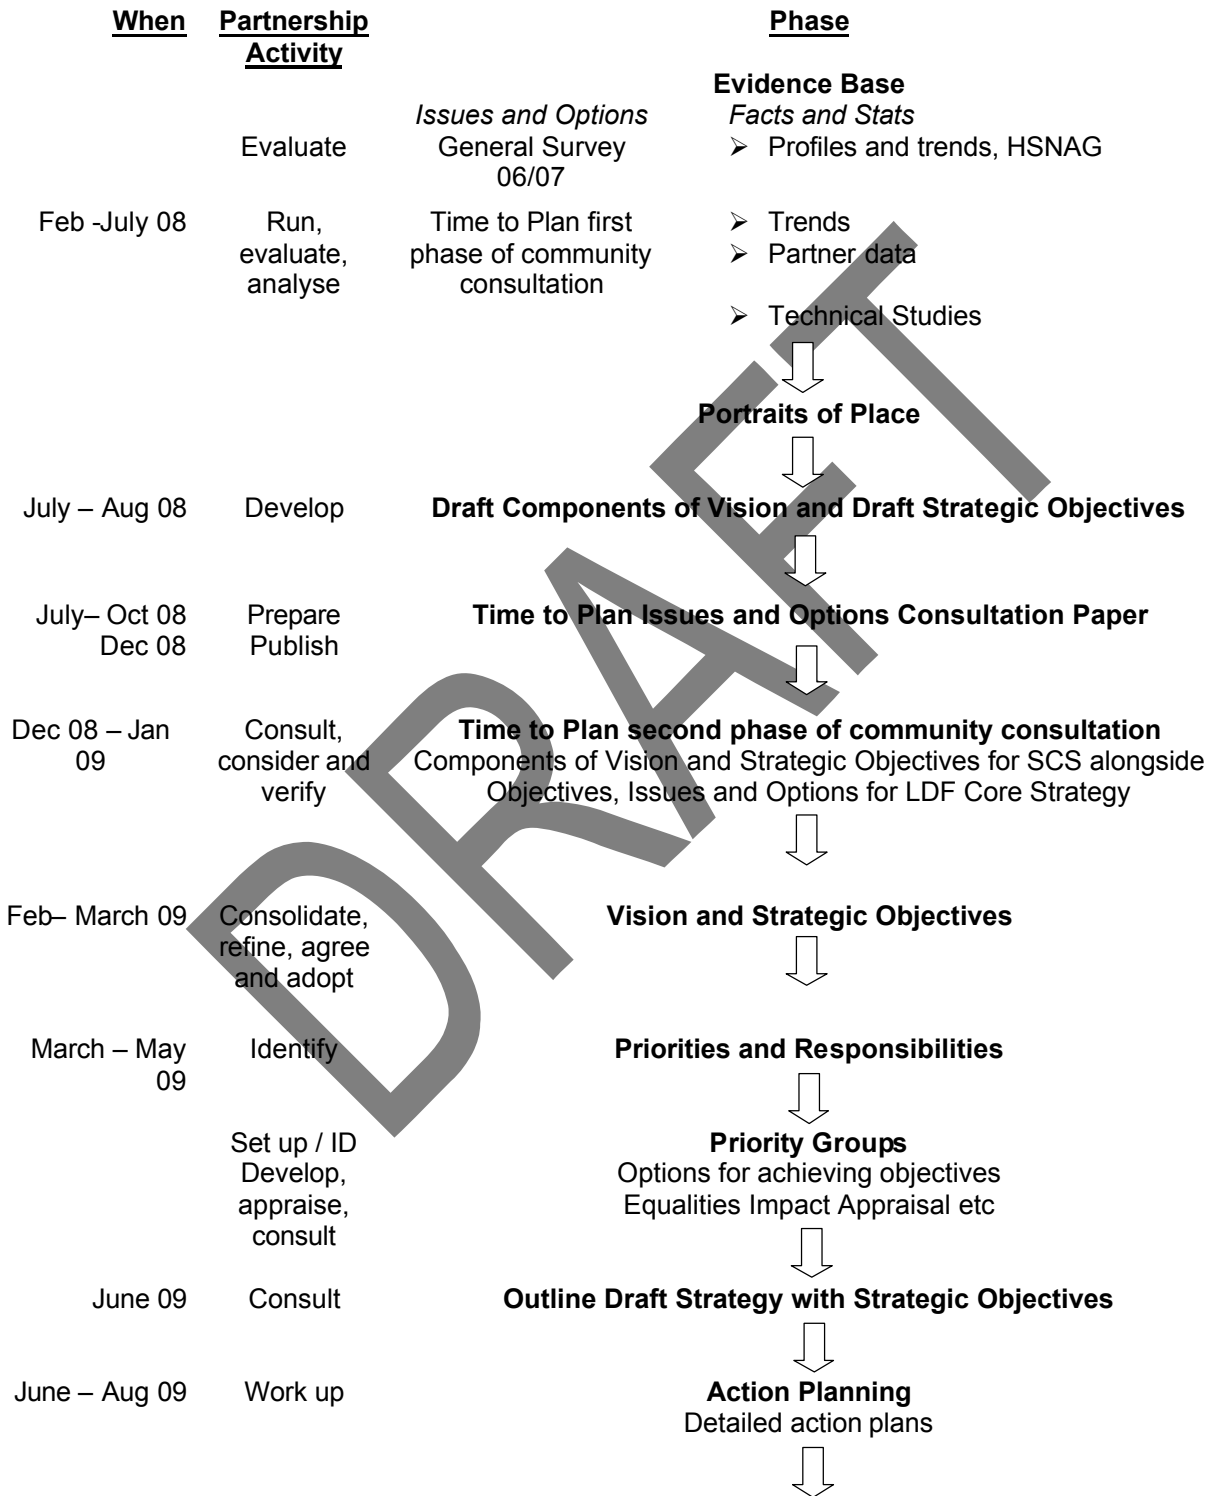 When Partnership Phase
Activity
Evidence Base
Issues and Options Facts and Stats
Evaluate General Survey ➢ Profiles and trends, HSNAG
06/07
Feb -July 08 Run, Time to Plan first ➢ Trends
evaluate, phase of community ➢ Partner data
analyse consultation
➢ Technical Studies
Portraits of Place
July – Aug 08 Develop Draft Components of Vision and Draft Strategic Objectives
July– Oct 08 Prepare Time to Plan Issues and Options Consultation Paper
Dec 08 Publish
Dec 08 – Jan Consult, Time to Plan second phase of community consultation
09 consider and Components of Vision and Strategic Objectives for SCS alongside
verify Objectives, Issues and Options for LDF Core Strategy
Feb– March 09 Consolidate, Vision and Strategic Objectives
refine, agree
and adopt
March – May Identify Priorities and Responsibilities
09
Set up / ID Priority Groups
Develop, Options for achieving objectives
appraise, Equalities Impact Appraisal etc
consult
June 09 Consult Outline Draft Strategy with Strategic Objectives
June – Aug 09 Work up Action Planning
Detailed action plans
DRAFT